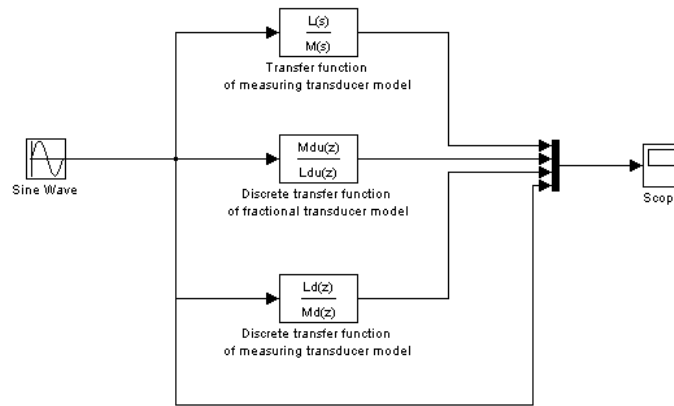 L(s)
M(s)
Transfer function
of measuring transducer model
Mdu(z)
Ldu(z)
Sine Wave
Discrete transfer function
of fractional transducer model
Scop
Ld(z)
Md(z)
Discrete transfer function
of measuring transducer model